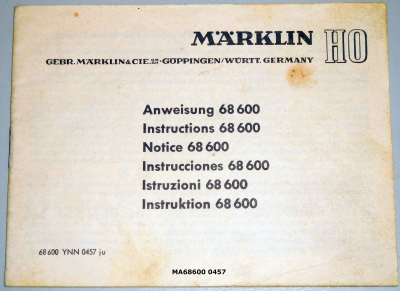 MÄRKLIN HO
GEBR. MÄRKLIN & CIE. GMBH · GÖPPINGEN/WÜRTT. GERMANY
Anweisung 68 600
Instructions 68 600
Notice 68 600
Instrucciones 68 600
Istruzioni 68 600
Instruktion 68 600
68 600 YNN 0457 ju
MA68600 0457